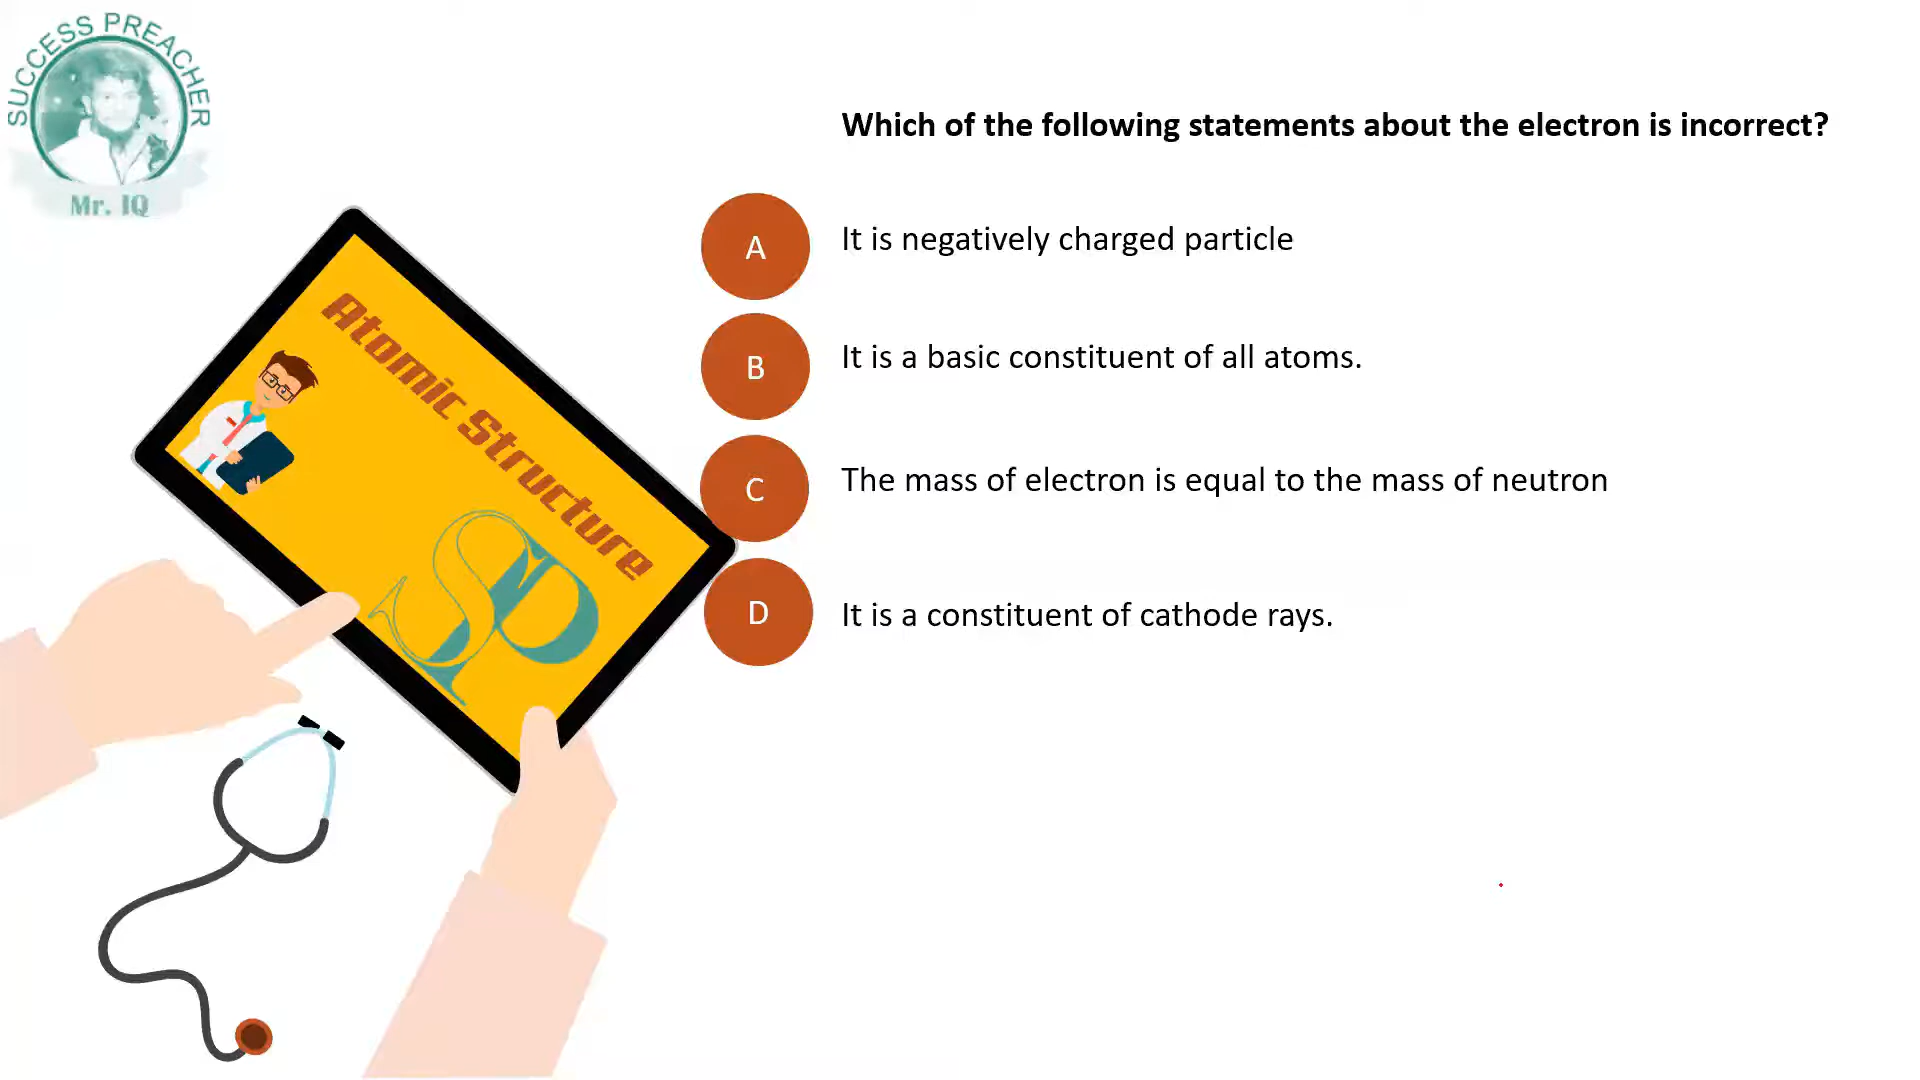 SUCCESS PREACHER
Mr. IQ
Which of the following statements about the electron is incorrect?
A
It is negatively charged particle
B
It is a basic constituent of all atoms.
C
The mass of electron is equal to the mass of neutron
D
It is a constituent of cathode rays.
Atomic Structure
SP